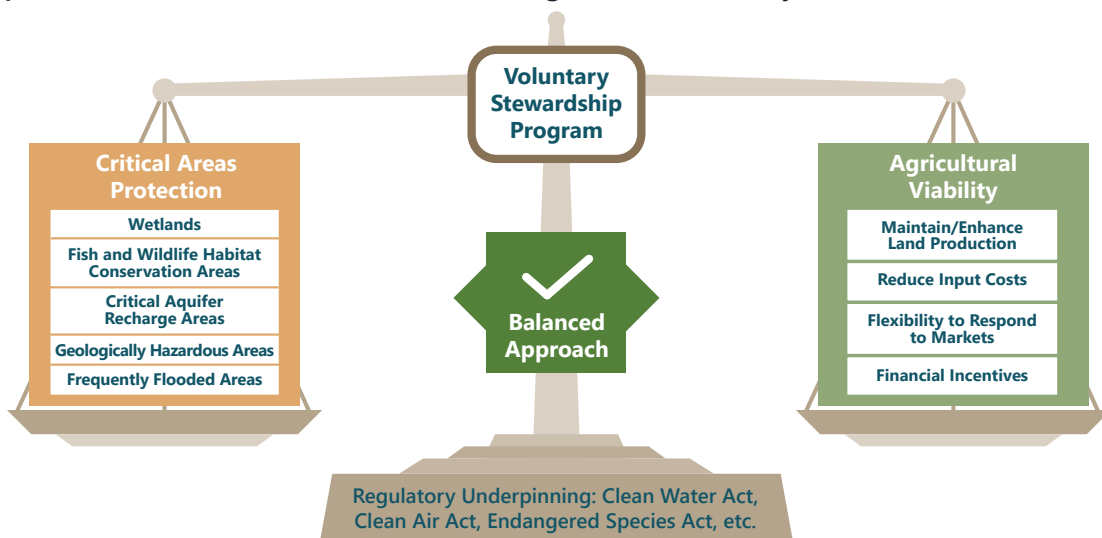 Voluntary
Stewardship
Program
Critical Areas
Protection
Wetlands
Fish and Wildlife Habitat
Conservation Areas
Critical Aquifer
Recharge Areas
Geologically Hazardous Areas
Frequently Flooded Areas
Balanced
Approach
Agricultural
Viability
Maintain/Enhance
Land Production
Reduce Input Costs
Flexibility to Respond
to Markets
Financial Incentives
Regulatory Underpinning: Clean Water Act,
Clean Air Act, Endangered Species Act, etc.